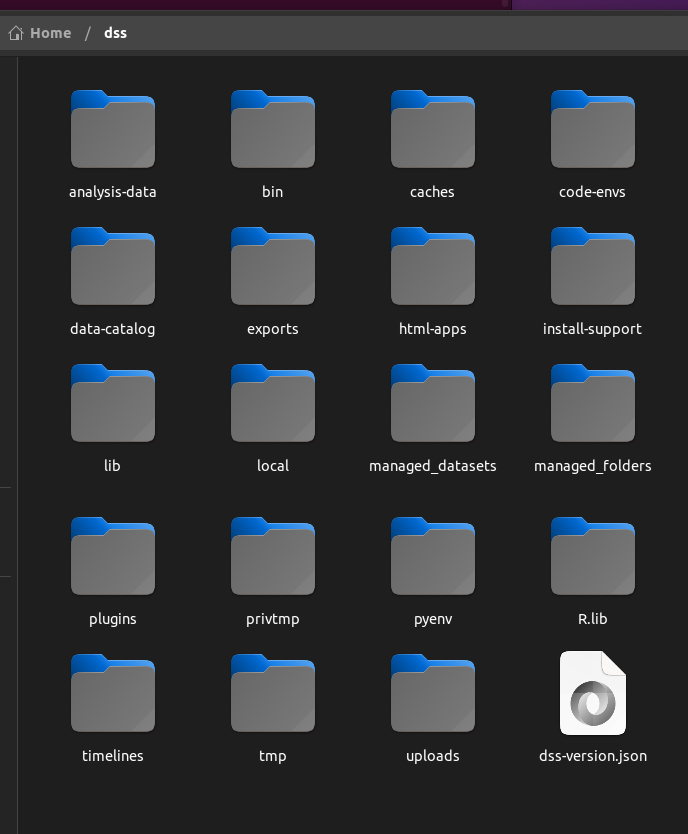 Home / dss
analysis-data bin caches code-envs
data-catalog exports html-apps install-support
lib local managed_datasets managed_folders
plugins privtmp pyenv R.lib
timelines tmp uploads dss-version.json